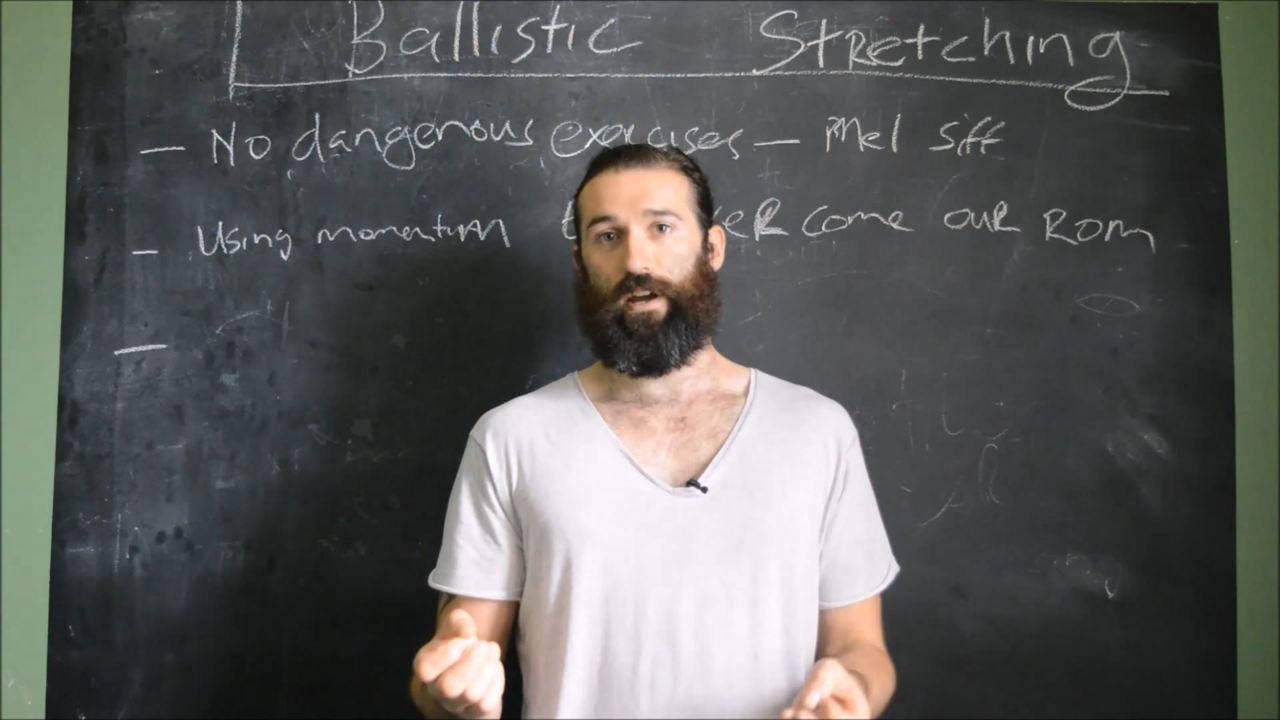 Ballistic Stretching
- No dangerous exercises - Mel Siff
- Using momentum come our ROM
-